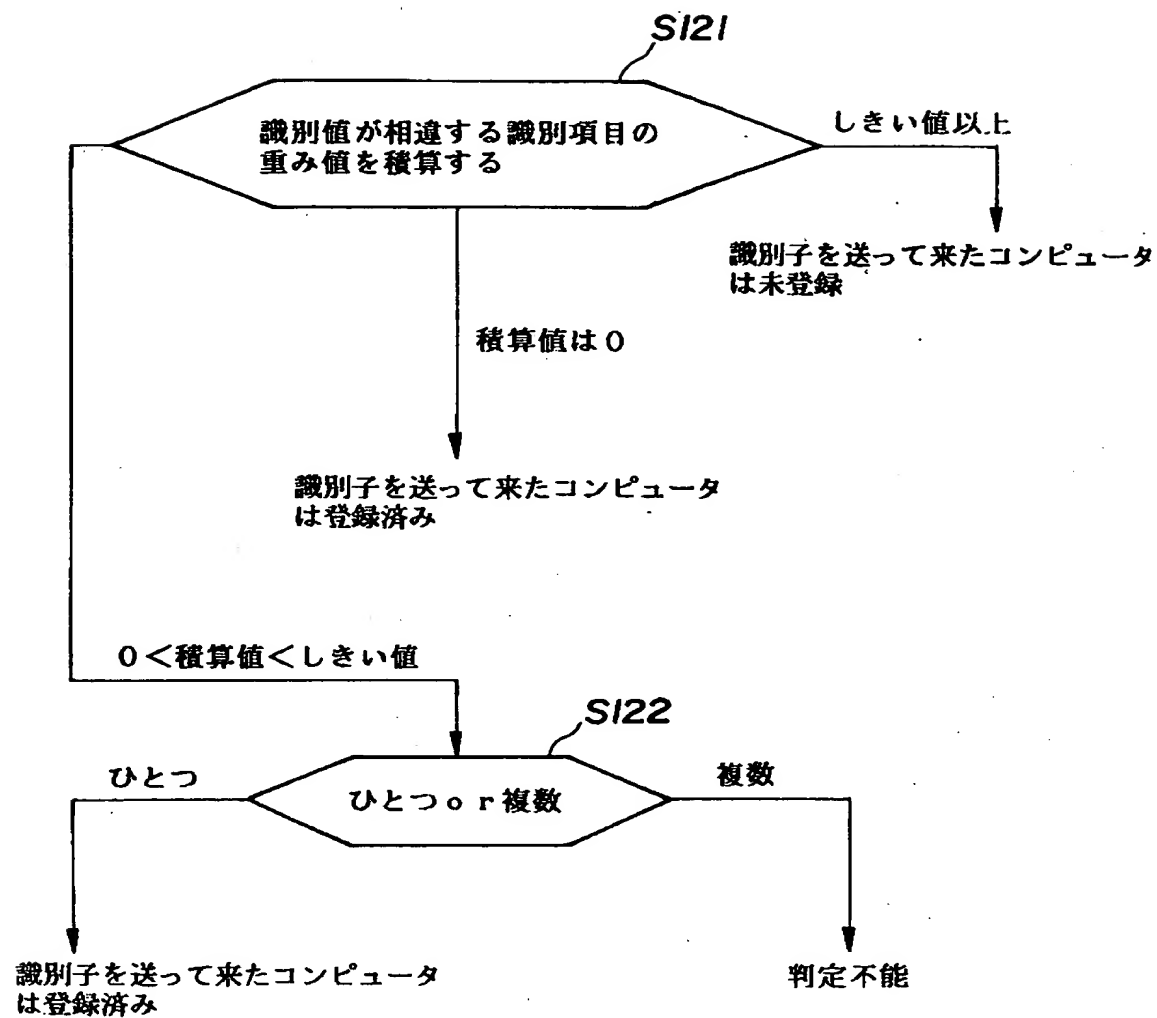 S121
識別値が相違する識別項目の
重み値を積算する
しきい値以上
識別子を送って来たコンピュータ
は未登録
積算値は0
識別子を送って来たコンピュータ
は登録済み
0<積算値<しきい値
S122
ひとつ
ひとつor複数
複数
識別子を送って来たコンピュータ
は登録済み
判定不能